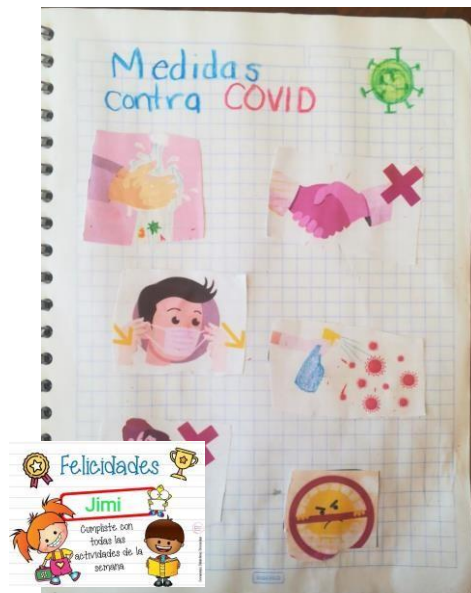 Medidas
contra COVID
Felicidades
Jimi
Cumpliste con
todas las
actividades de la
semana